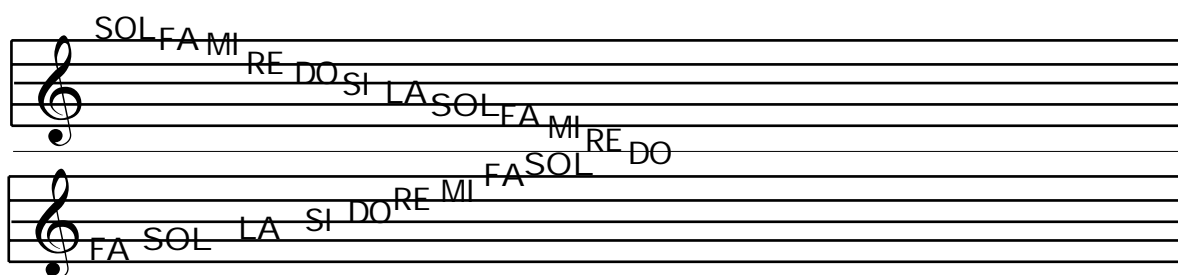 SOL FA MI RE DO SI LA SOL FA MI RE DO
FA SOL LA SI DO RE MI FA SOL